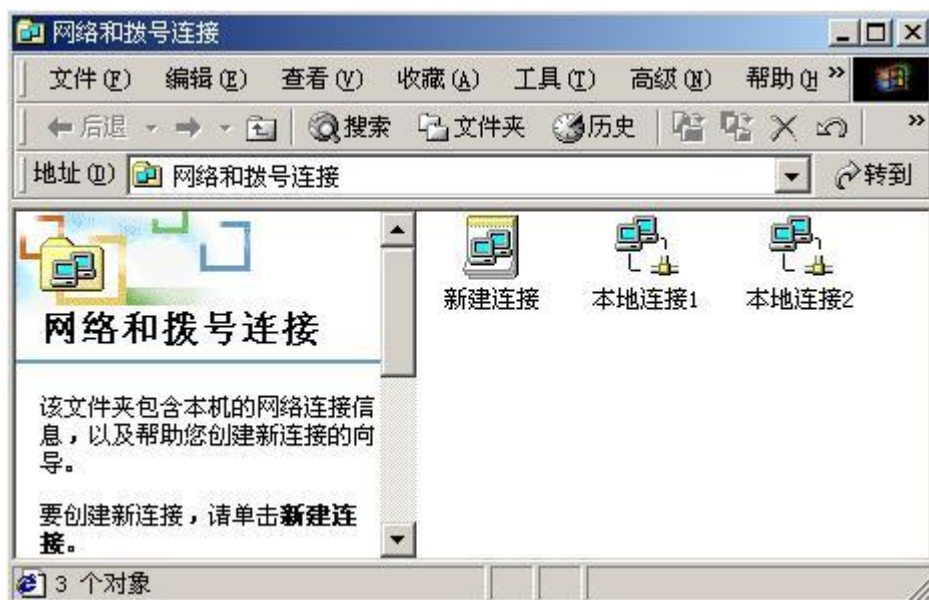 网络和拨号连接
文件(F) 编辑(E) 查看(V) 收藏(A) 工具(T) 高级(N) 帮助(H »
后退 搜索 文件夹 历史 »
地址(D) 网络和拨号连接 转到
网络和拨号连接
该文件夹包含本机的网络连接信
息，以及帮助您创建新连接的向
导。
要创建新连接，请单击新建连
接。
新建连接 本地连接1 本地连接2
3 个对象